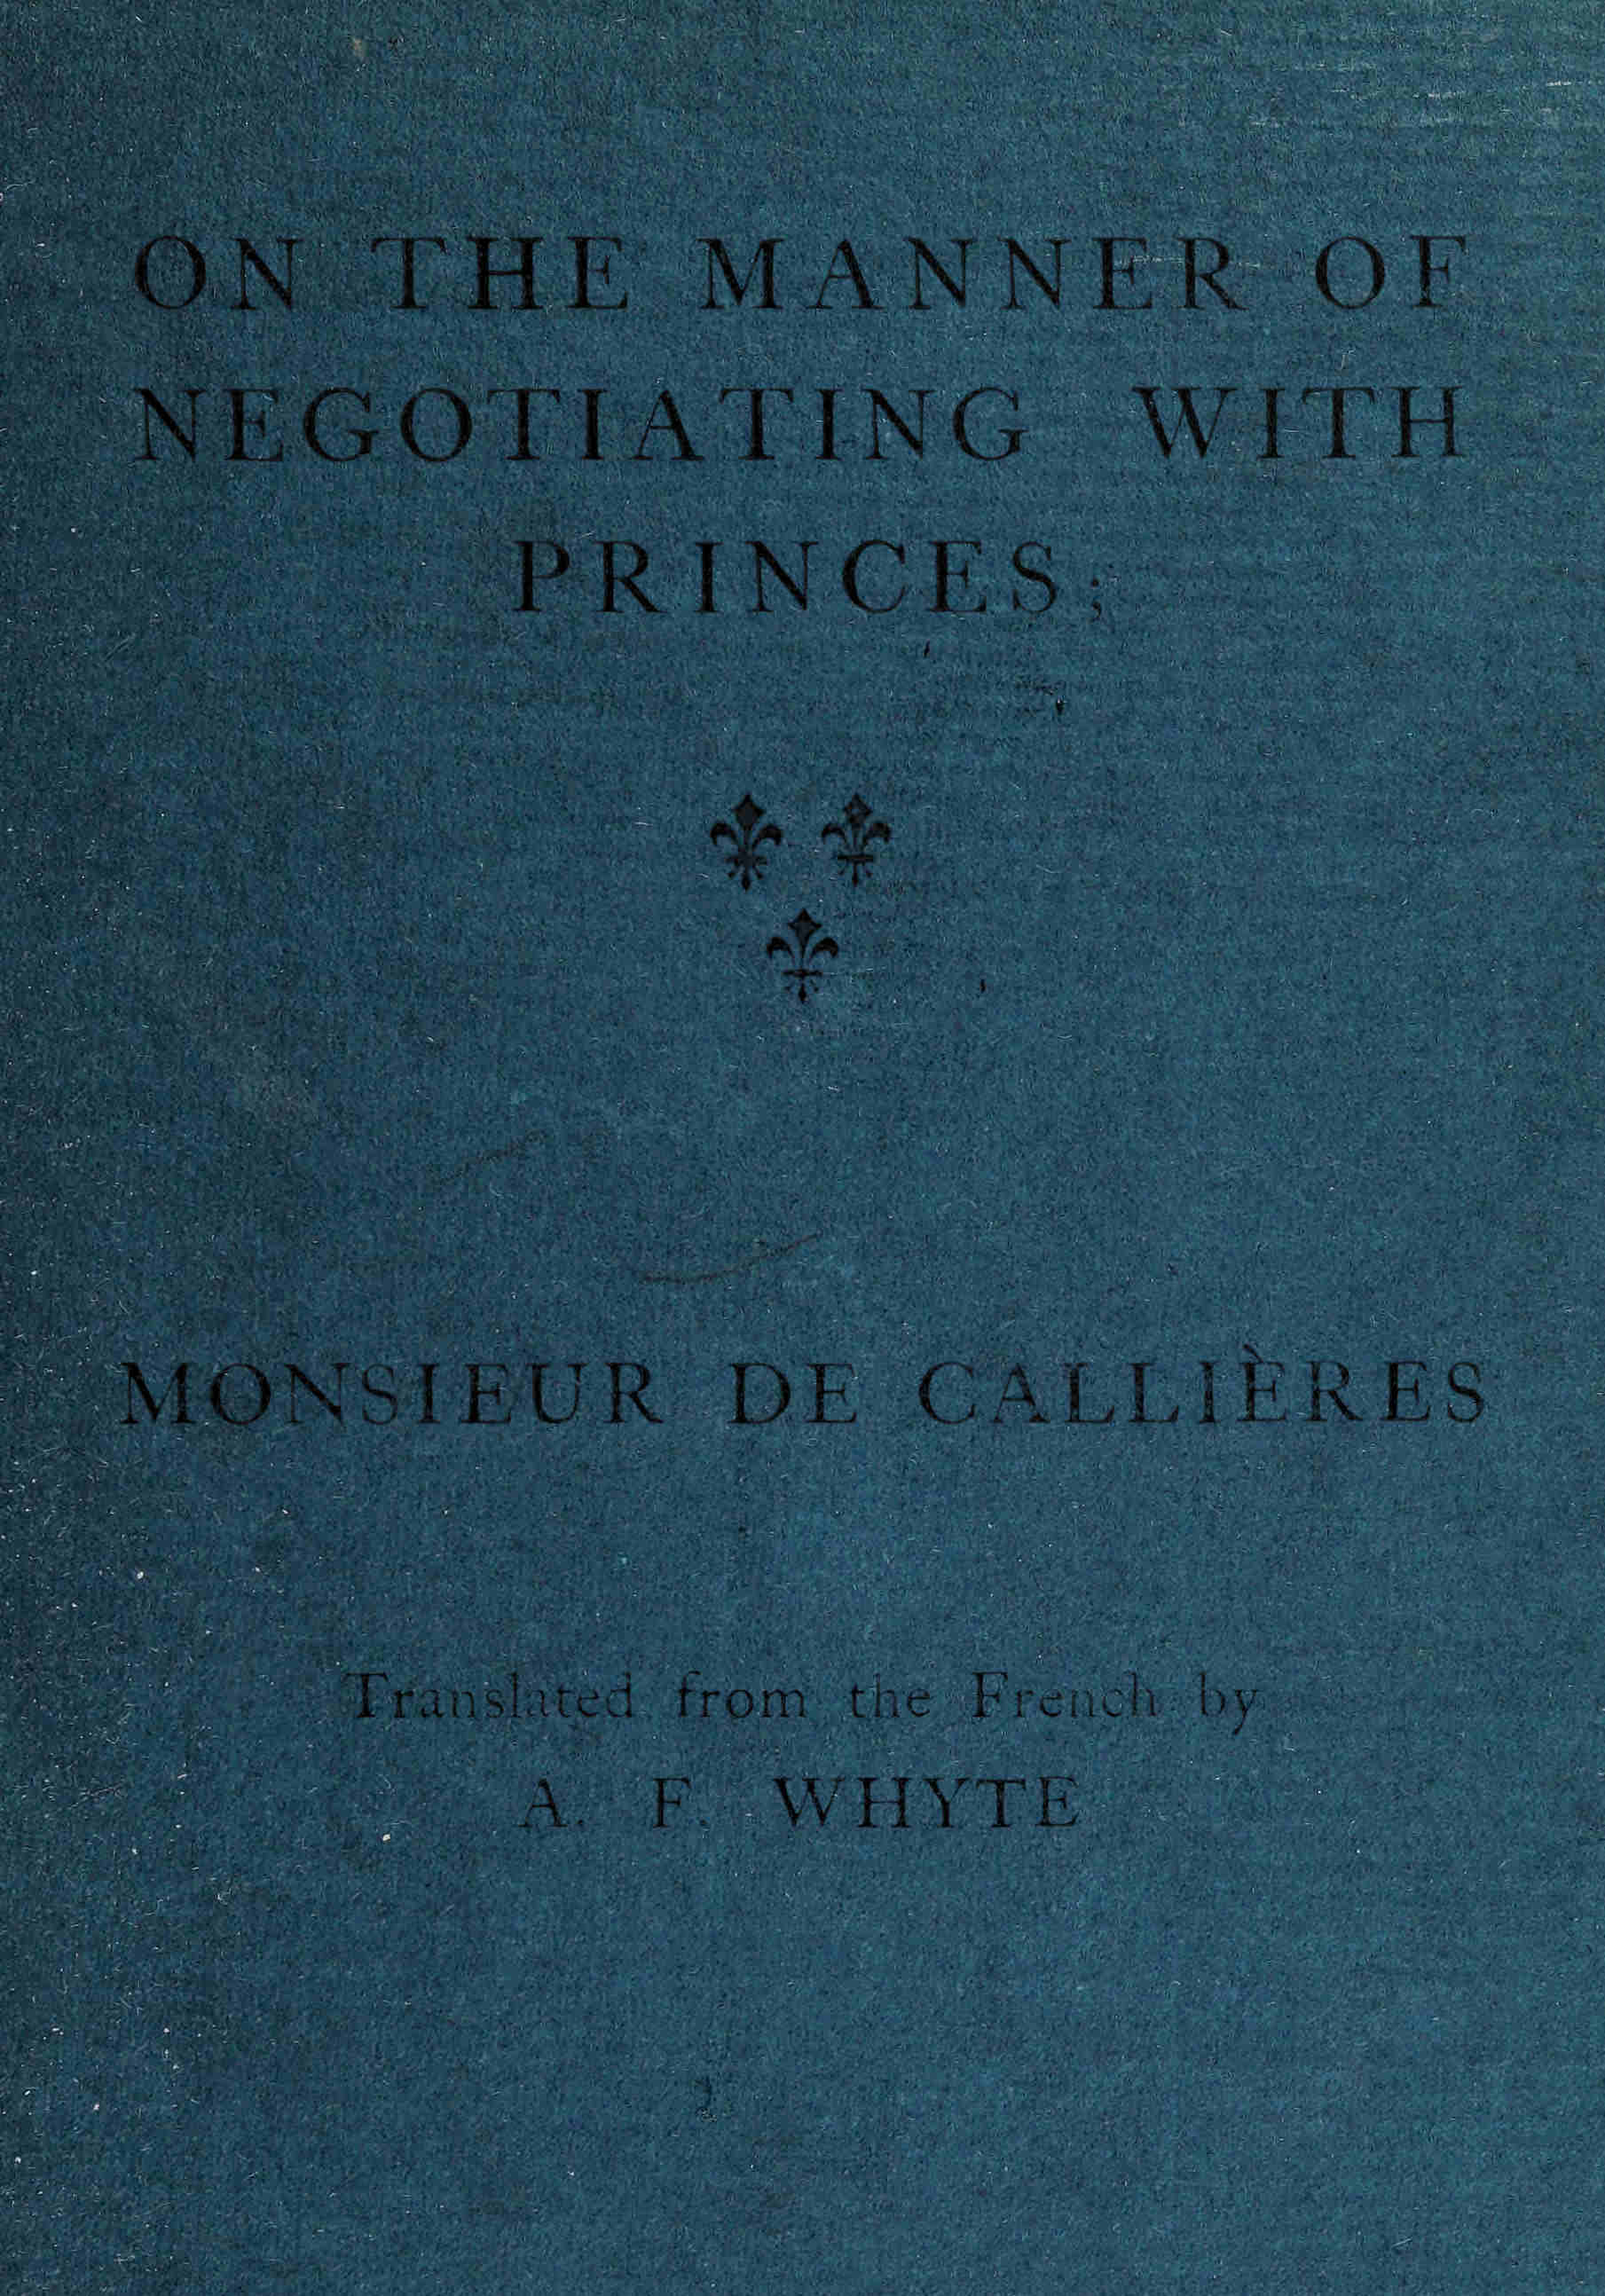 ON THE MANNER OF
NEGOTIATING WITH
PRINCES;
MONSIEUR DE CALLIÈRES
Translated from the French by
A. F. WHYTE